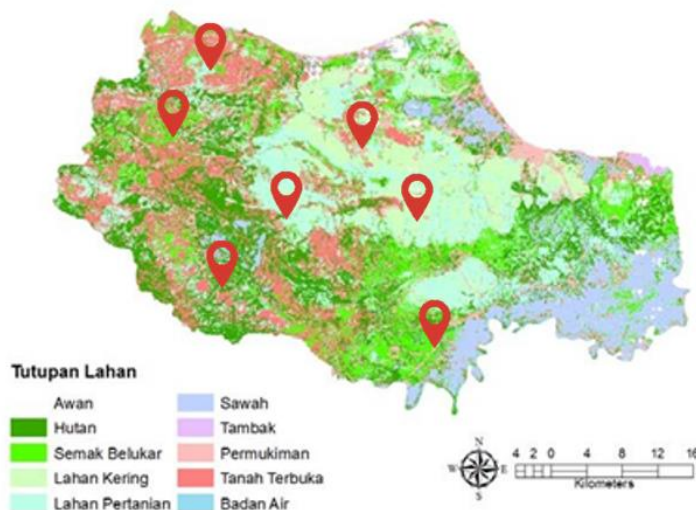 Tutupan Lahan
Awan
Hutan
Semak Belukar
Lahan Kering
Lahan Pertanian
Sawah
Tambak
Permukiman
Tanah Terbuka
Badan Air
N
W E
S
4 2 0 4 8 12 16
Kilometers